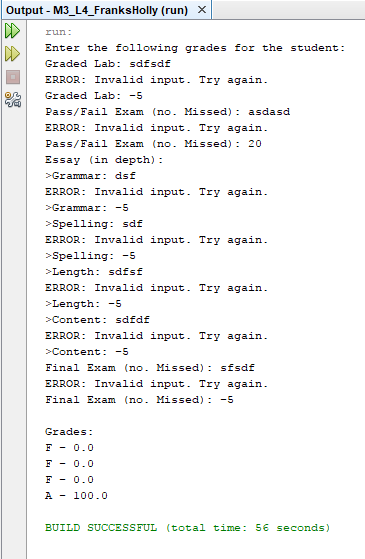 Output - M3_L4_FranksHolly (run) ×
run:
Enter the following grades for the student:
Graded Lab: sdfsdf
ERROR: Invalid input. Try again.
Graded Lab: -5
Pass/Fail Exam (no. Missed): asdasd
ERROR: Invalid input. Try again.
Pass/Fail Exam (no. Missed): 20
Essay (in depth):
>Grammar: dsf
ERROR: Invalid input. Try again.
>Grammar: -5
>Spelling: sdf
ERROR: Invalid input. Try again.
>Spelling: -5
>Length: sdfsf
ERROR: Invalid input. Try again.
>Length: -5
>Content: sdfdf
ERROR: Invalid input. Try again.
>Content: -5
Final Exam (no. Missed): sfsdf
ERROR: Invalid input. Try again.
Final Exam (no. Missed): -5
Grades:
F - 0.0
F - 0.0
F - 0.0
A - 100.0
BUILD SUCCESSFUL (total time: 56 seconds)